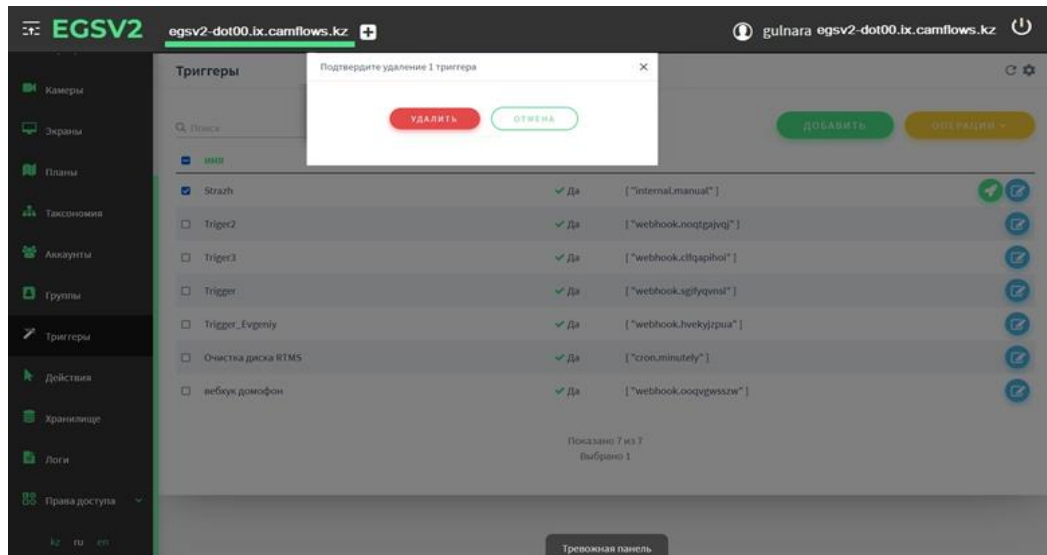 EGSV2
egsv2-dot00.ix.camflows.kz
gulnara egsv2-dot00.ix.camflows.kz
Камеры
Экраны
Планы
Таксономия
Аккаунты
Группы
Триггеры
Действия
Хранилище
Логи
Права доступа
kz ru en
Триггеры
Подтвердите удаление 1 триггера
УДАЛИТЬ ОТМЕНА
Поиск
ДОБАВИТЬ ОПЕРАЦИИ
ИМЯ
Strazh Да ["internal.manual"]
Triger2 Да ["webhook.noqtgajvqj"]
Triger3 Да ["webhook.clfqapihoi"]
Trigger Да ["webhook.sgifyqvnsl"]
Trigger_Evgeniy Да ["webhook.hvekyjzpua"]
Очистка диска RTMS Да ["cron.minutely"]
вебхук домофон Да ["webhook.ooqvgwsszw"]
Показано 7 из 7
Выбрано 1
Тревожная панель